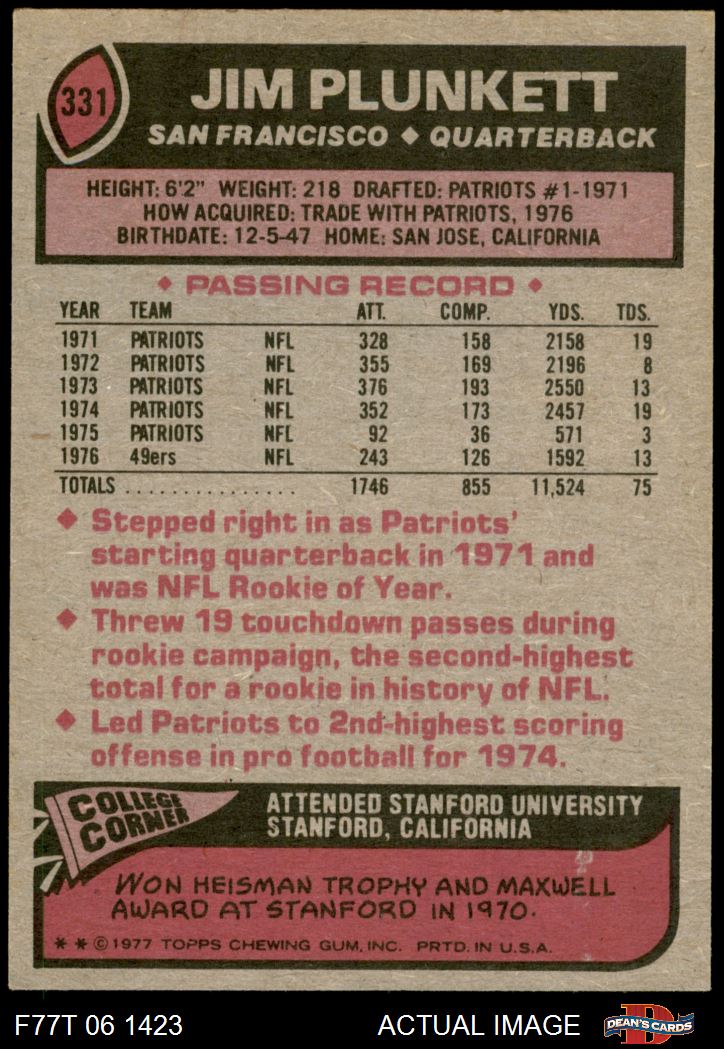 331
JIM PLUNKETT
SAN FRANCISCO ◆ QUARTERBACK
HEIGHT: 6'2" WEIGHT: 218 DRAFTED: PATRIOTS #1-1971
HOW ACQUIRED: TRADE WITH PATRIOTS, 1976
BIRTHDATE: 12-5-47 HOME: SAN JOSE, CALIFORNIA
◆ PASSING RECORD ◆
YEAR TEAM ATT. COMP. YDS. TDS.
1971 PATRIOTS NFL 328 158 2158 19
1972 PATRIOTS NFL 355 169 2196 8
1973 PATRIOTS NFL 376 193 2550 13
1974 PATRIOTS NFL 352 173 2457 19
1975 PATRIOTS NFL 92 36 571 3
1976 49ers NFL 243 126 1592 13
TOTALS ................ 1746 855 11,524 75
◆ Stepped right in as Patriots'
starting quarterback in 1971 and
was NFL Rookie of Year.
◆ Threw 19 touchdown passes during
rookie campaign, the second-highest
total for a rookie in history of NFL.
◆ Led Patriots to 2nd-highest scoring
offense in pro football for 1974.
COLLEGE
CORNER
ATTENDED STANFORD UNIVERSITY
STANFORD, CALIFORNIA
WON HEISMAN TROPHY AND MAXWELL
AWARD AT STANFORD IN 1970.
* * © 1977 TOPPS CHEWING GUM, INC. PRTD. IN U.S.A.
F77T 06 1423 ACTUAL IMAGE
D
DEAN'S CARDS